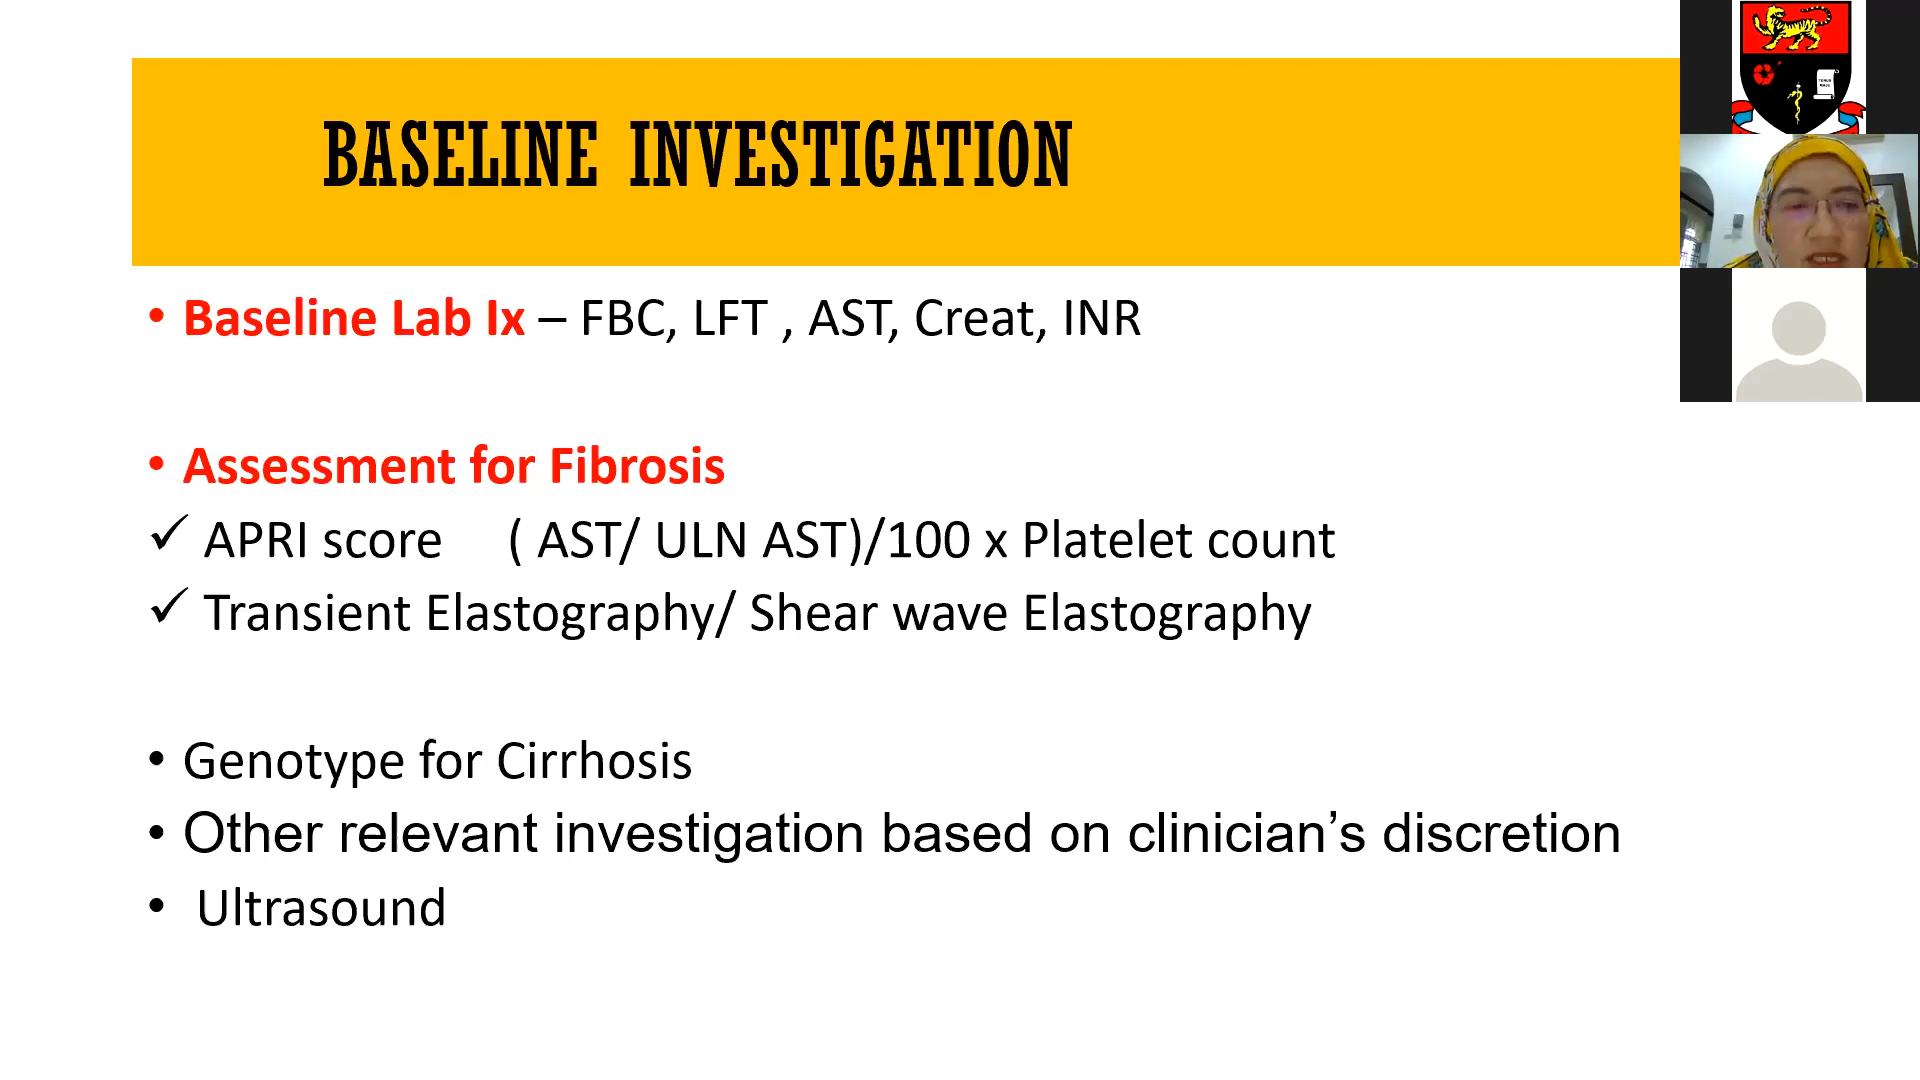 BASELINE INVESTIGATION
• Baseline Lab Ix – FBC, LFT , AST, Creat, INR
• Assessment for Fibrosis
✓ APRI score ( AST/ ULN AST)/100 x Platelet count
✓ Transient Elastography/ Shear wave Elastography
• Genotype for Cirrhosis
• Other relevant investigation based on clinician’s discretion
• Ultrasound